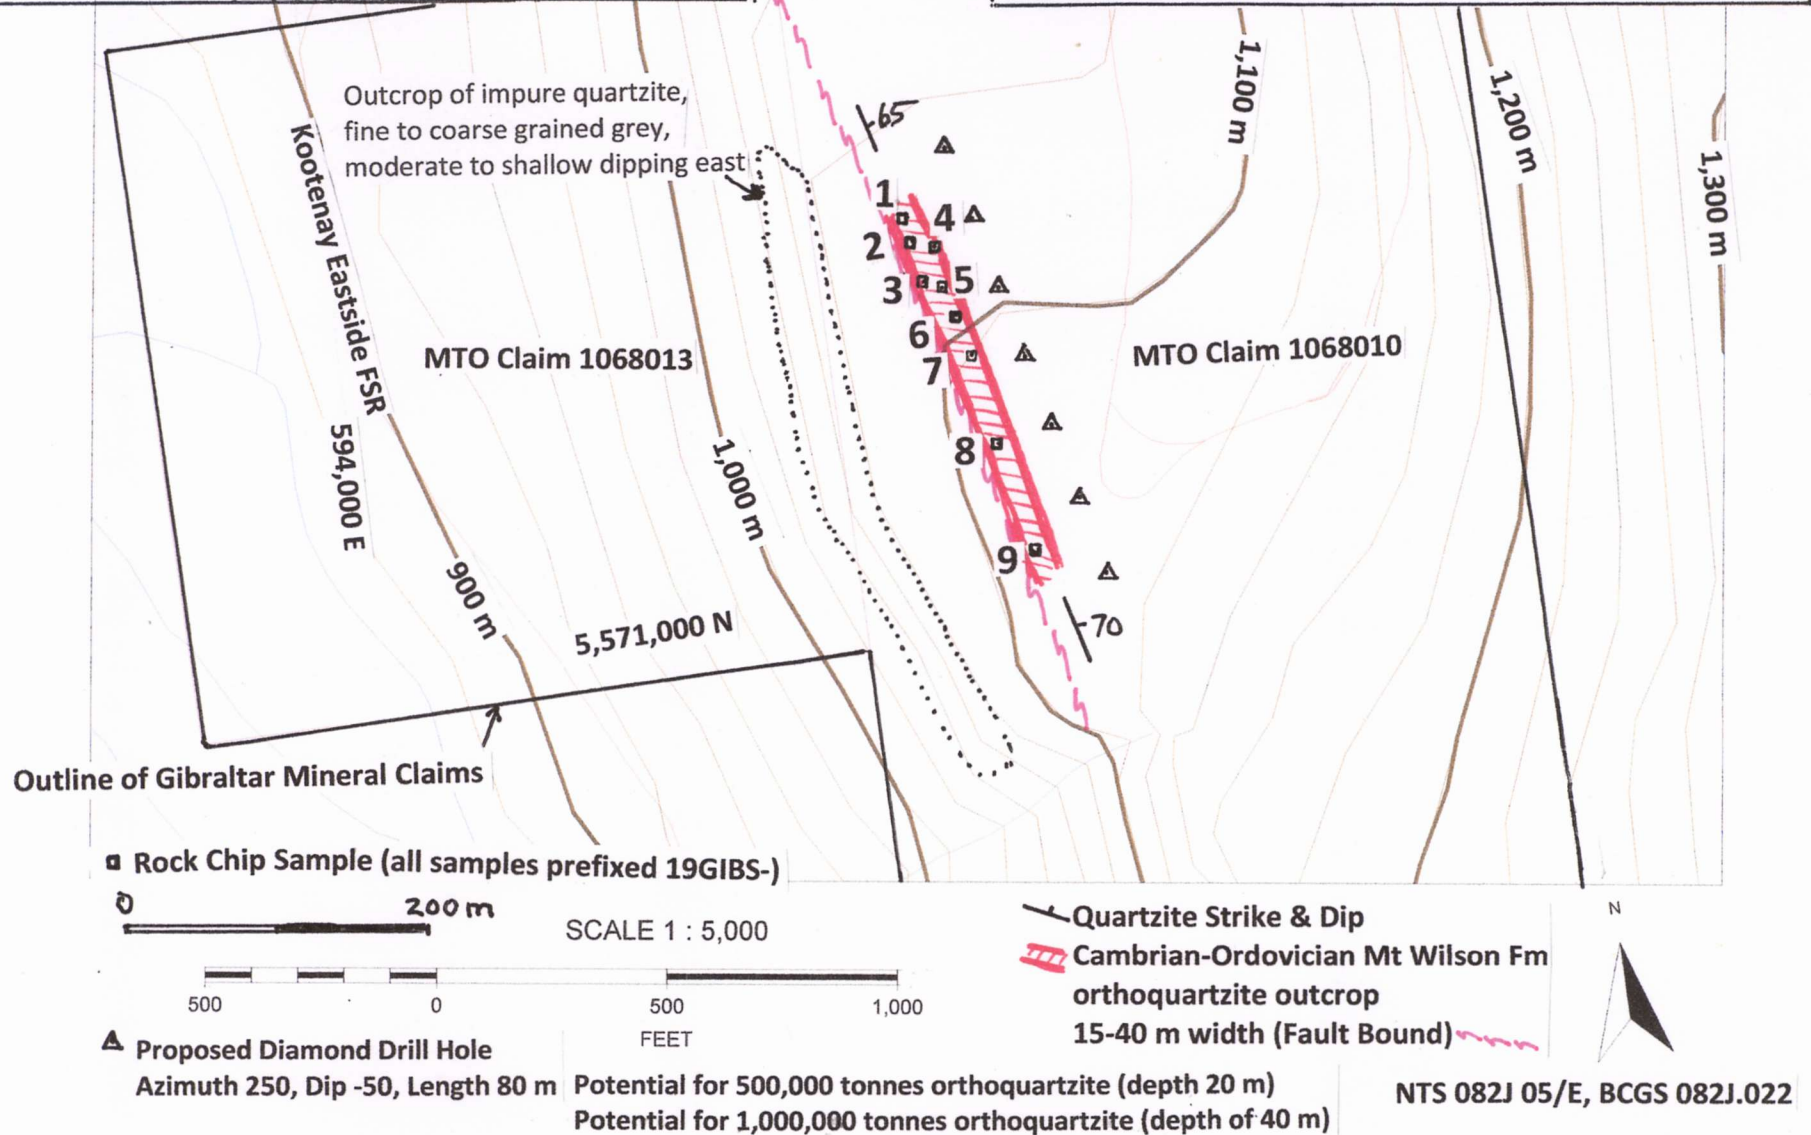 Outcrop of impure quartzite,
fine to coarse grained grey,
moderate to shallow dipping east
65
1,100 m
1,200 m
1,300 m
Kootenay Eastside FSR
1
4
2
3
5
6
7
MTO Claim 1068013
MTO Claim 1068010
594,000 E
1,000 m
8
9
900 m
5,571,000 N
70
Outline of Gibraltar Mineral Claims
Rock Chip Sample (all samples prefixed 19GIBS-)
0 200 m
SCALE 1 : 5,000
500 0 500 1,000
FEET
Proposed Diamond Drill Hole
Azimuth 250, Dip -50, Length 80 m
Potential for 500,000 tonnes orthoquartzite (depth 20 m)
Potential for 1,000,000 tonnes orthoquartzite (depth of 40 m)
Quartzite Strike & Dip
Cambrian-Ordovician Mt Wilson Fm
orthoquartzite outcrop
15-40 m width (Fault Bound)
N
NTS 082J 05/E, BCGS 082J.022